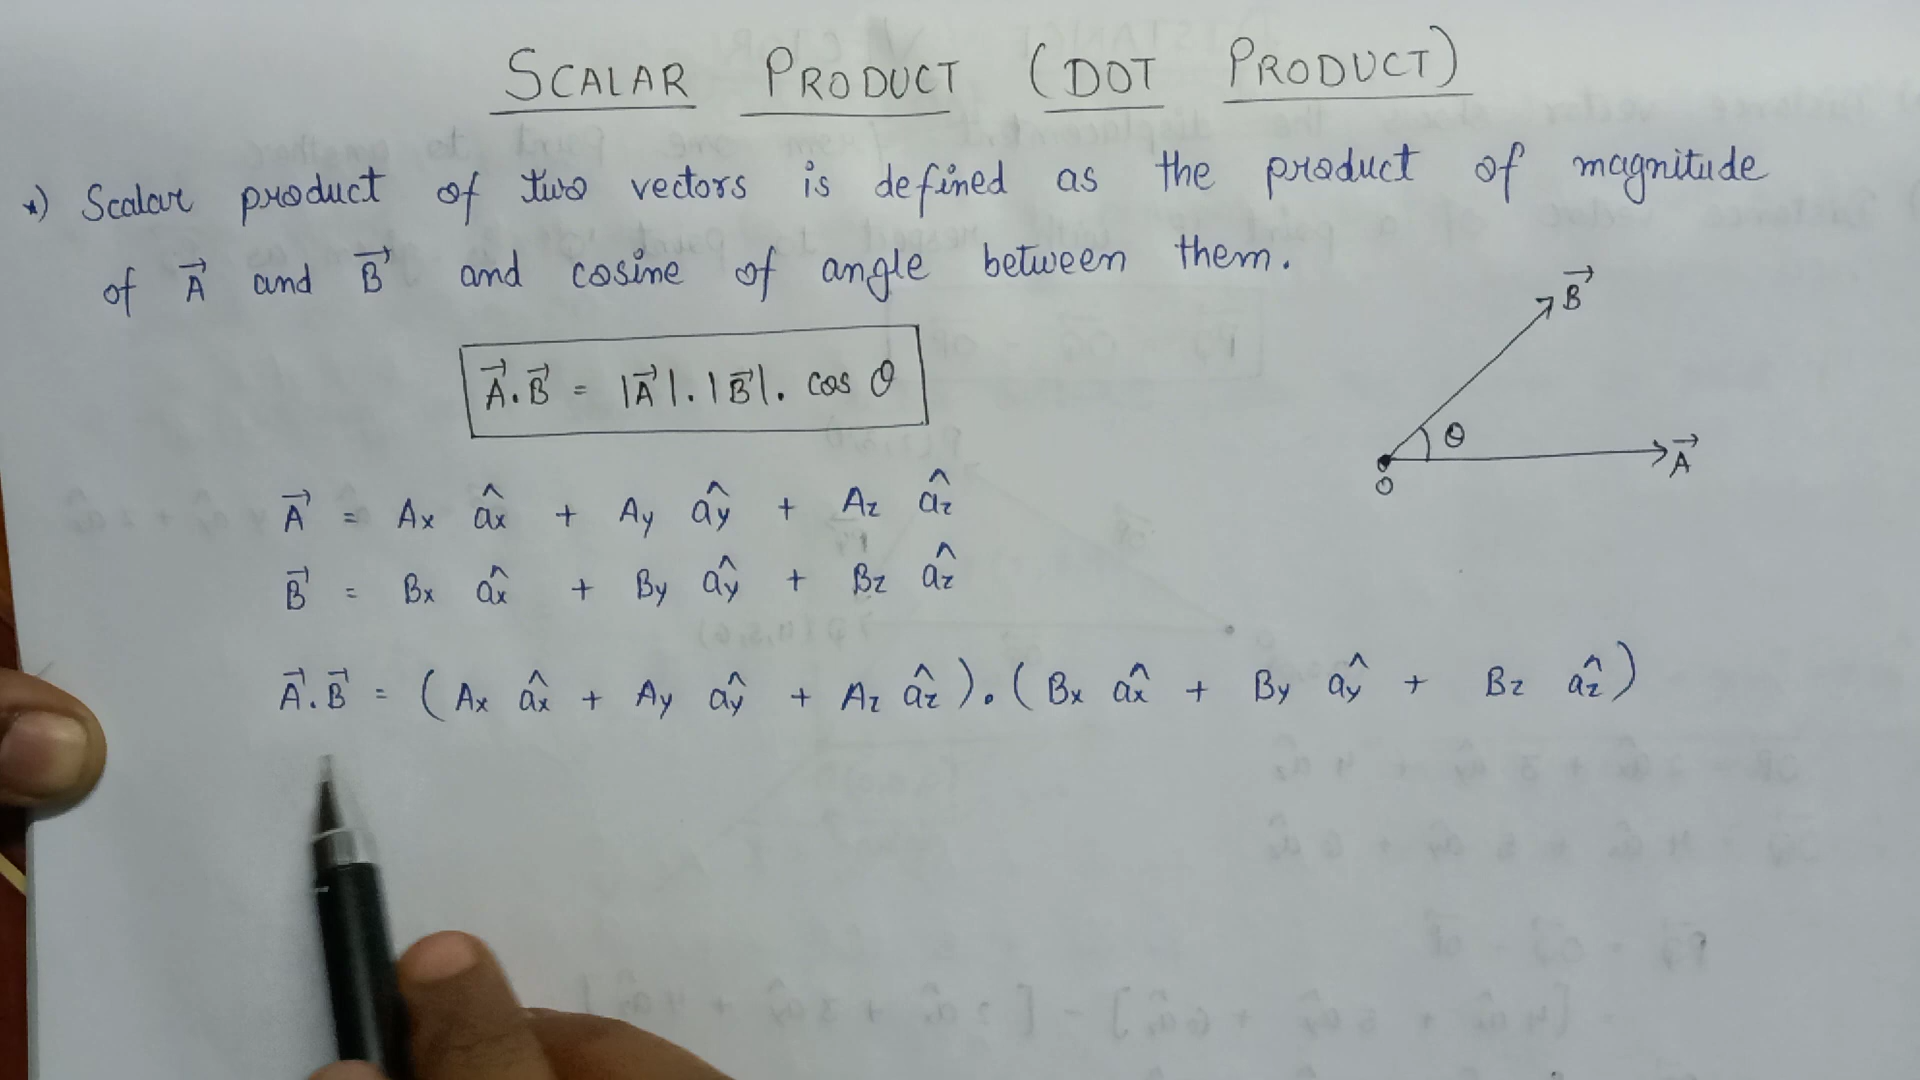 SCALAR PRODUCT (DOT PRODUCT)
*) Scalar product of two vectors is defined as the product of magnitude
of A⃗ and B⃗ and cosine of angle between them.
A⃗.B⃗ = |A⃗|.|B⃗|. cos θ
B⃗
θ
A⃗
O
A⃗ = Ax âx + Ay ây + Az âz
B⃗ = Bx âx + By ây + Bz âz
A⃗.B⃗ = (Ax âx + Ay ây + Az âz).(Bx âx + By ây + Bz âz)